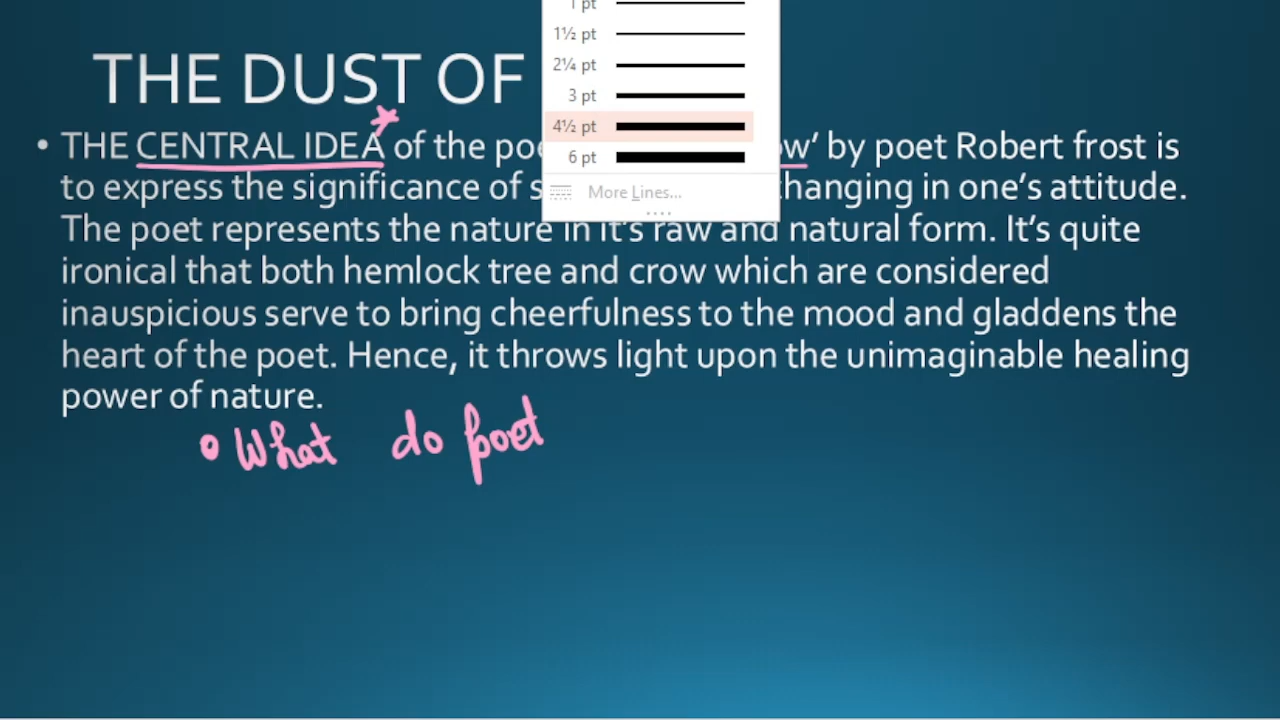 THE DUST OF
• THE CENTRAL IDEA of the poe ow' by poet Robert frost is
to express the significance of s changing in one's attitude.
The poet represents the nature in it's raw and natural form. It's quite
ironical that both hemlock tree and crow which are considered
inauspicious serve to bring cheerfulness to the mood and gladdens the
heart of the poet. Hence, it throws light upon the unimaginable healing
power of nature.
• What do poet
1 pt
1½ pt
2¼ pt
3 pt
4½ pt
6 pt
More Lines...